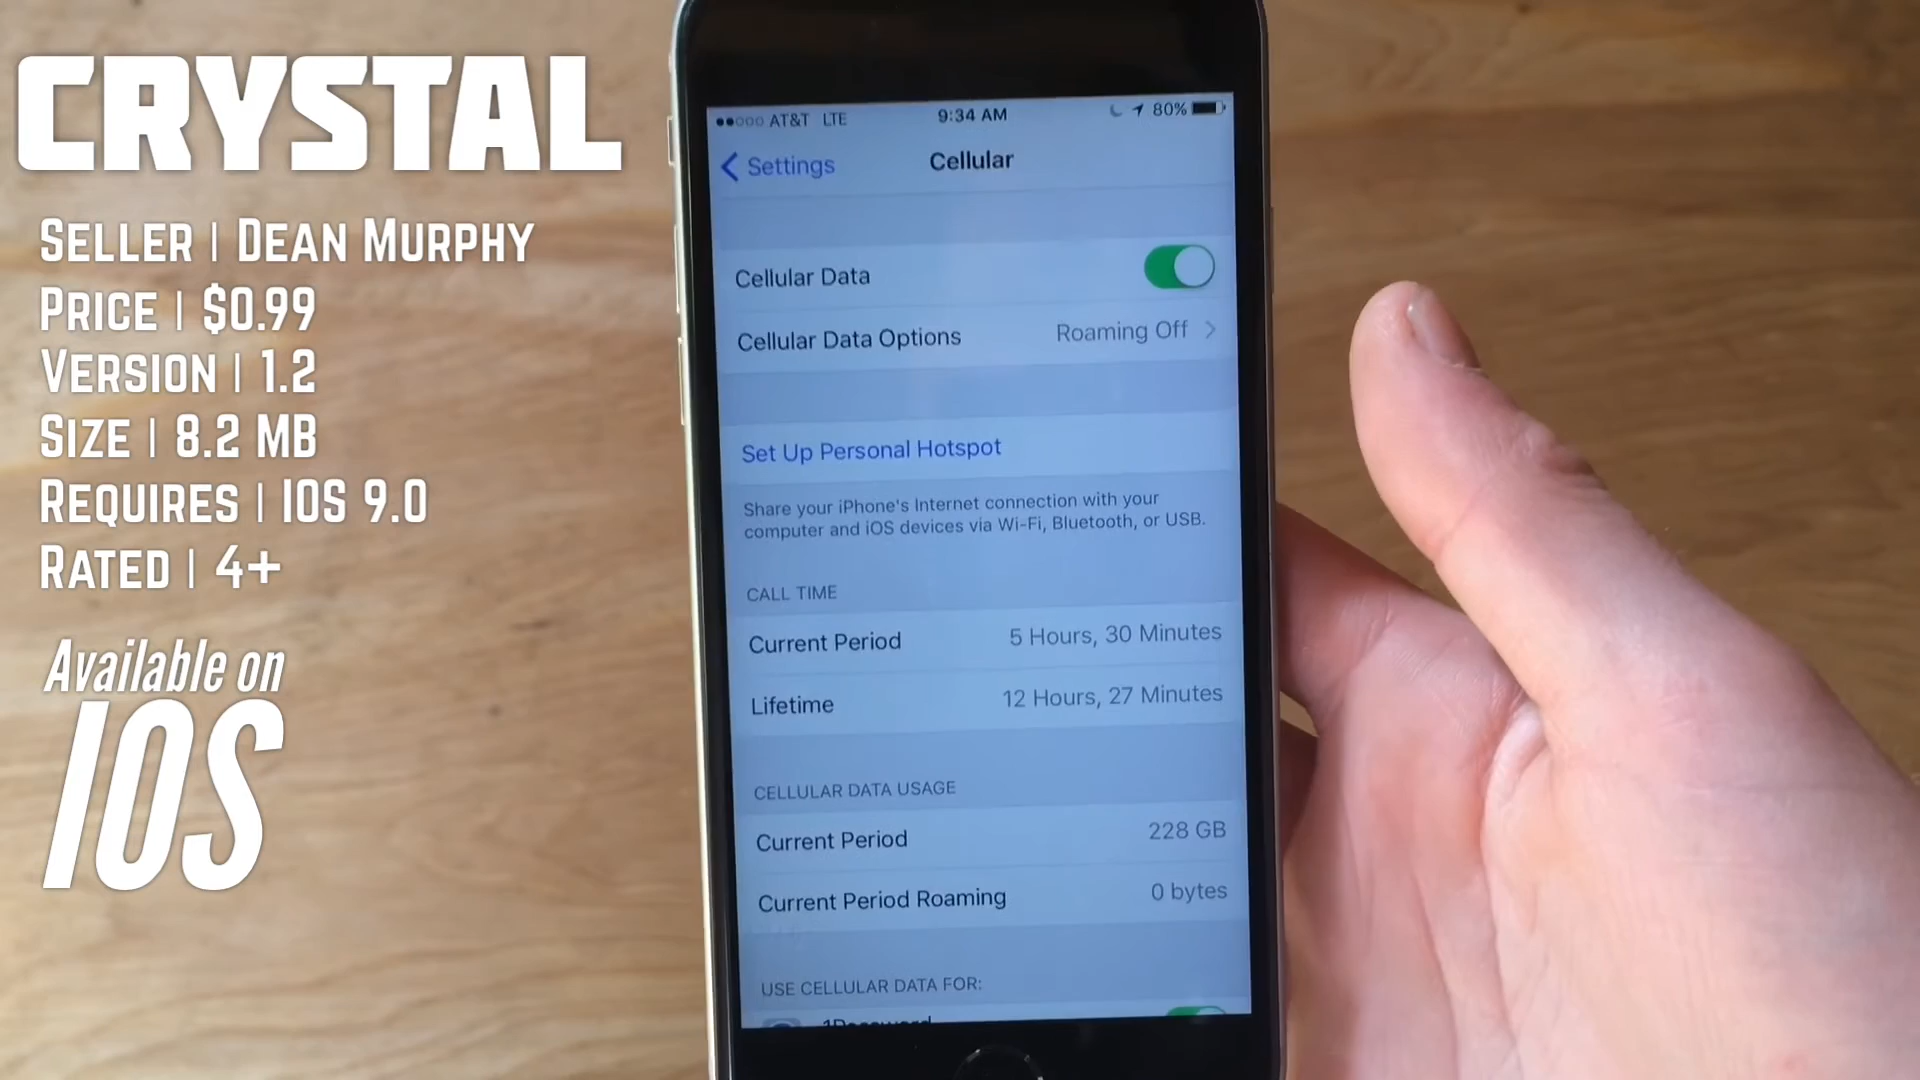 CRYSTAL
SELLER | DEAN MURPHY
PRICE | $0.99
VERSION | 1.2
SIZE | 8.2 MB
REQUIRES | IOS 9.0
RATED | 4+
Available on
IOS
AT&T LTE 9:34 AM 80%
Settings Cellular
Cellular Data
Cellular Data Options Roaming Off
Set Up Personal Hotspot
Share your iPhone's Internet connection with your
computer and iOS devices via Wi-Fi, Bluetooth, or USB.
CALL TIME
Current Period 5 Hours, 30 Minutes
Lifetime 12 Hours, 27 Minutes
CELLULAR DATA USAGE
Current Period 228 GB
Current Period Roaming 0 bytes
USE CELLULAR DATA FOR:
1Password